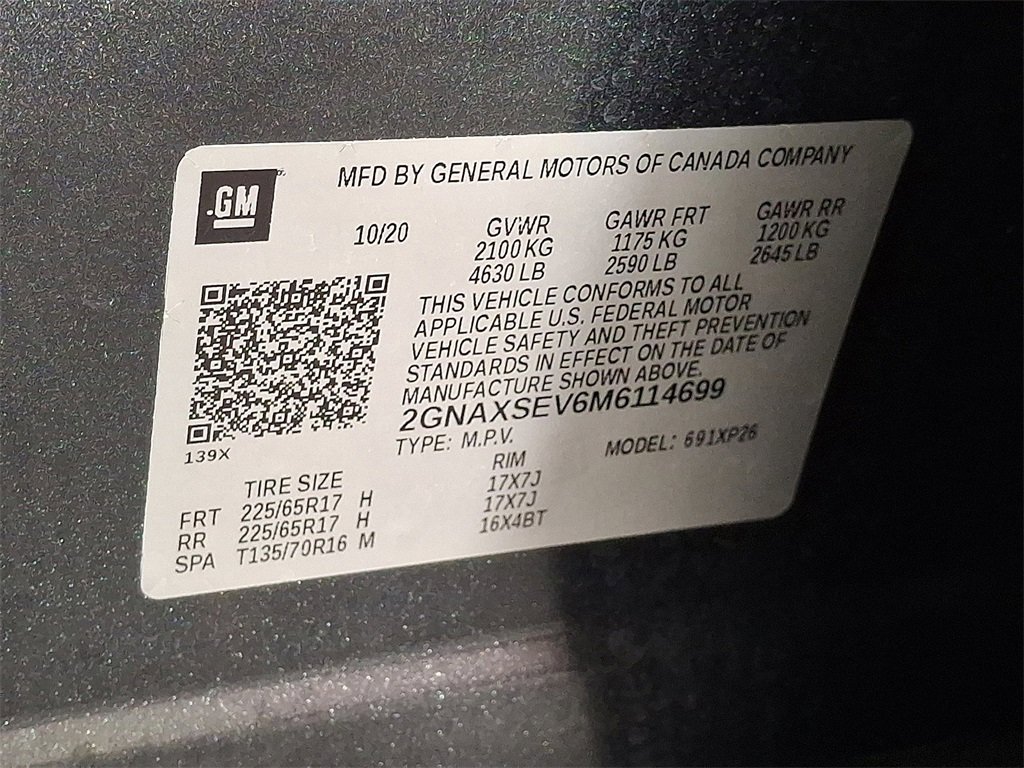 GM
MFD BY GENERAL MOTORS OF CANADA COMPANY
10/20
GVWR
2100 KG
4630 LB
GAWR FRT
1175 KG
2590 LB
GAWR RR
1200 KG
2645 LB
THIS VEHICLE CONFORMS TO ALL
APPLICABLE U.S. FEDERAL MOTOR
VEHICLE SAFETY AND THEFT PREVENTION
STANDARDS IN EFFECT ON THE DATE OF
MANUFACTURE SHOWN ABOVE.
2GNAXSEV6M6114699
TYPE: M.P.V. MODEL: 691XP26
139X
TIRE SIZE RIM
FRT 225/65R17 H 17X7J
RR 225/65R17 H 17X7J
SPA T135/70R16 M 16X4BT